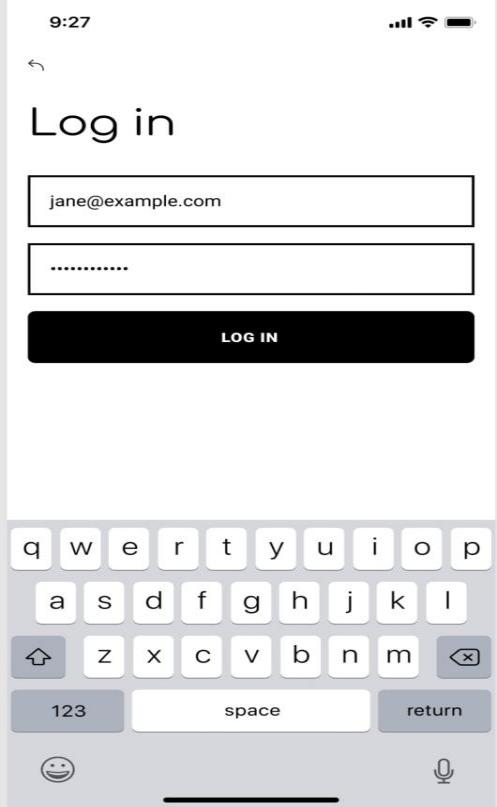 9:27
Log in
jane@example.com
••••••••••••
LOG IN
q w e r t y u i o p
a s d f g h j k l
z x c v b n m
123 space return